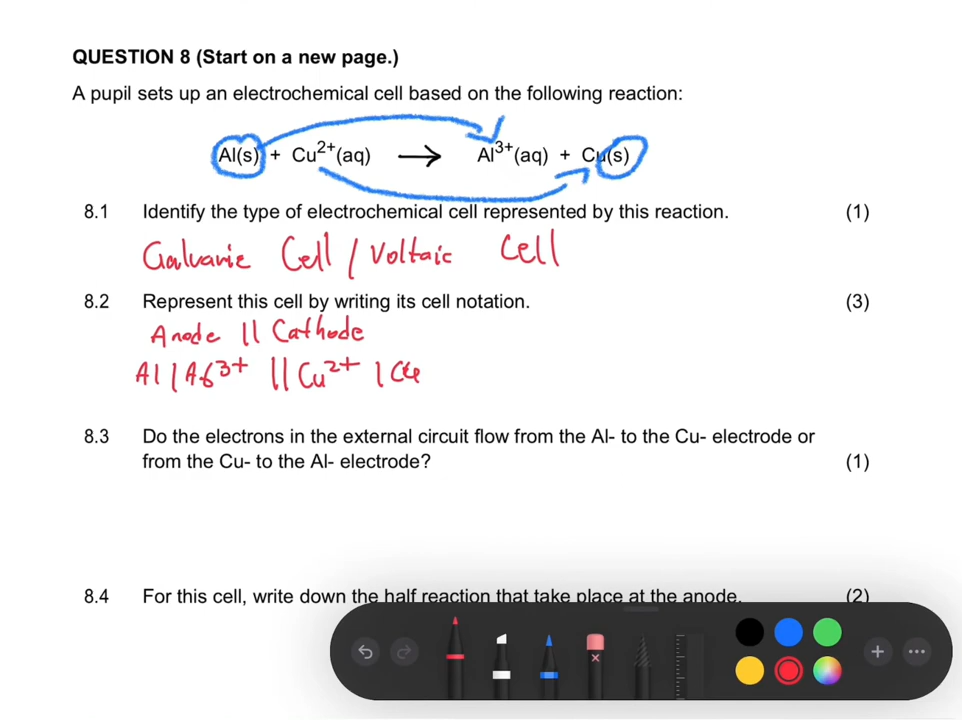 QUESTION 8 (Start on a new page.)
A pupil sets up an electrochemical cell based on the following reaction:
Al(s) + Cu²⁺(aq) → Al³⁺(aq) + Cu(s)
8.1 Identify the type of electrochemical cell represented by this reaction. (1)
Galvanic Cell / Voltaic Cell
8.2 Represent this cell by writing its cell notation. (3)
Anode || Cathode
Al | Al³⁺ || Cu²⁺ | Cu
8.3 Do the electrons in the external circuit flow from the Al- to the Cu- electrode or
from the Cu- to the Al- electrode? (1)
8.4 For this cell, write down the half reaction that take place at the anode. (2)